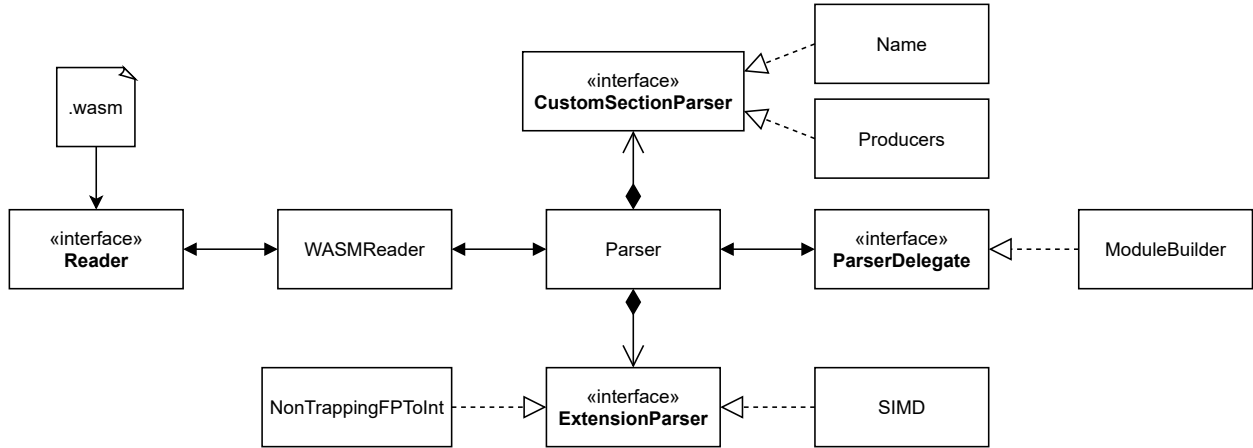 Name
.wasm
«interface»
CustomSectionParser
Producers
«interface»
Reader
WASMReader
Parser
«interface»
ParserDelegate
ModuleBuilder
NonTrappingFPToInt
«interface»
ExtensionParser
SIMD